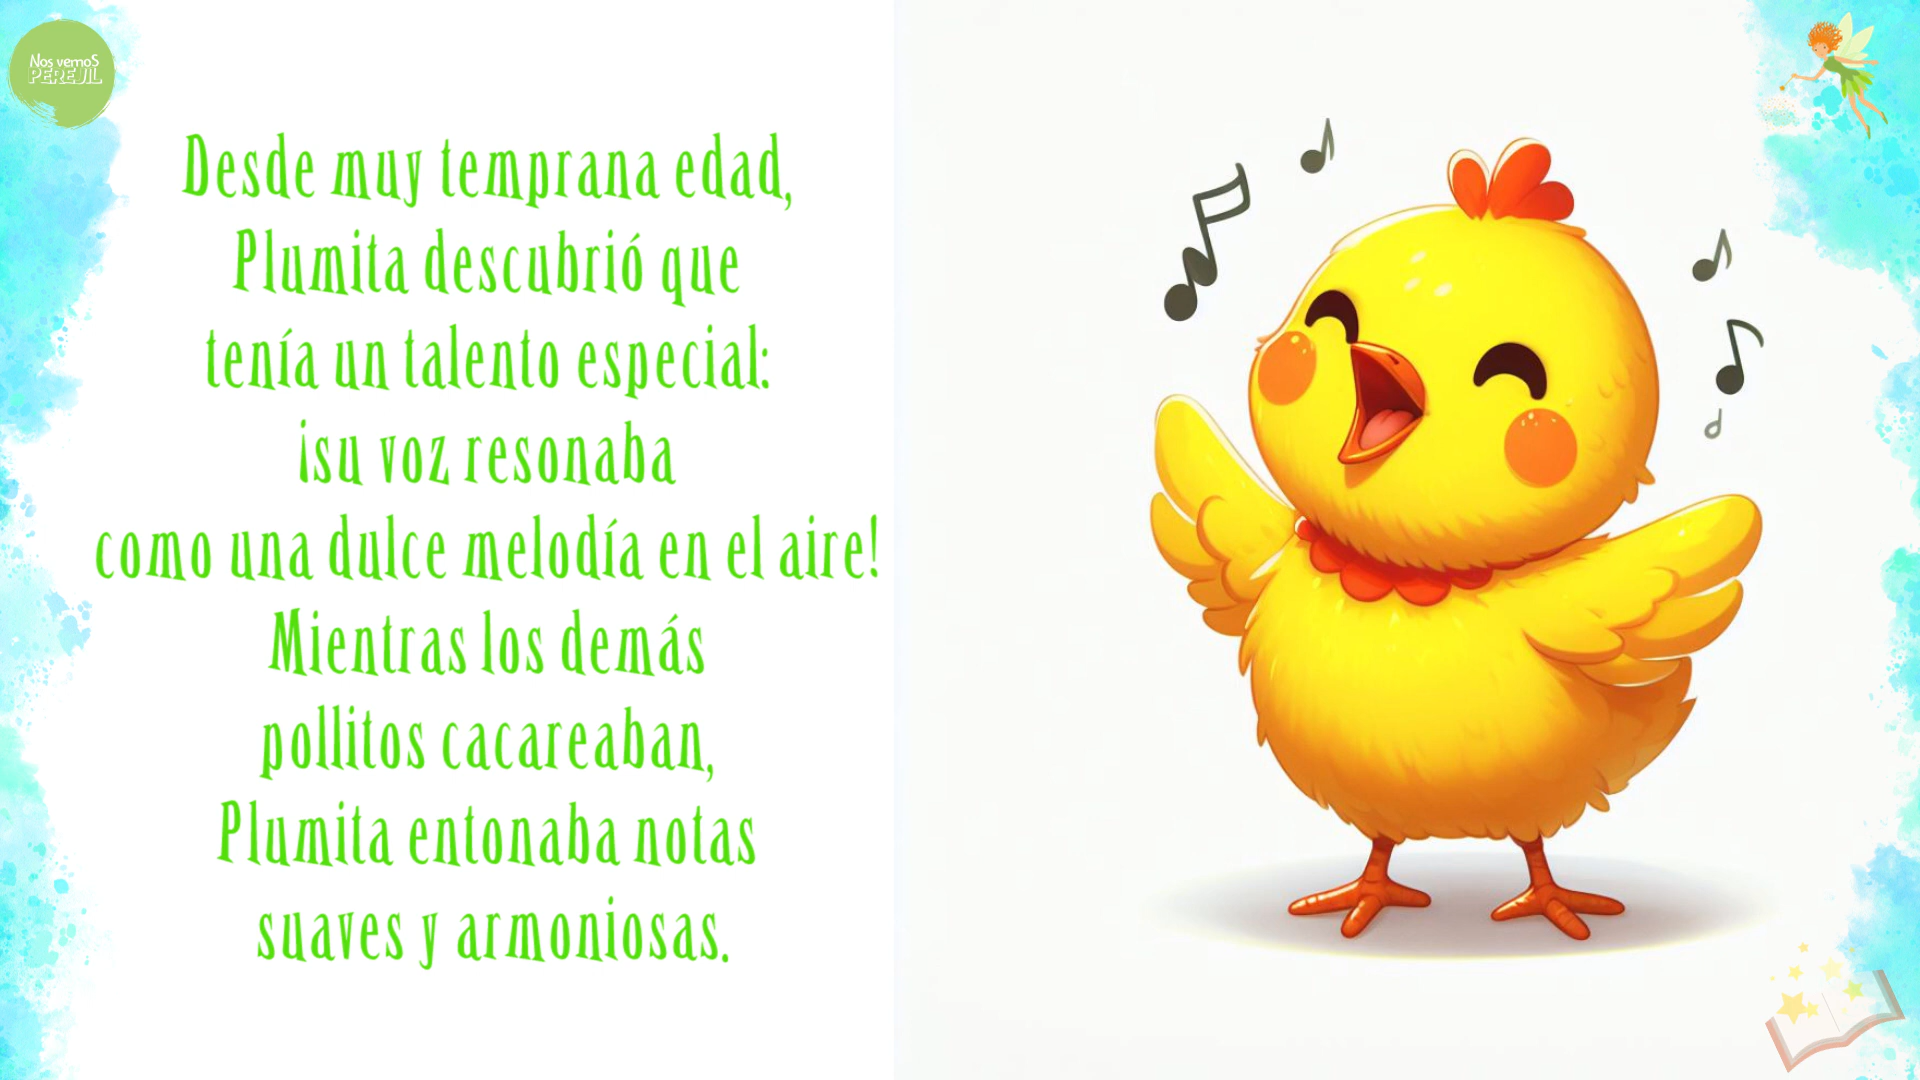 Nos vemoS
PEREJIL
Desde muy temprana edad,
Plumita descubrió que
tenía un talento especial:
¡su voz resonaba
como una dulce melodía en el aire!
Mientras los demás
pollitos cacareaban,
Plumita entonaba notas
suaves y armoniosas.